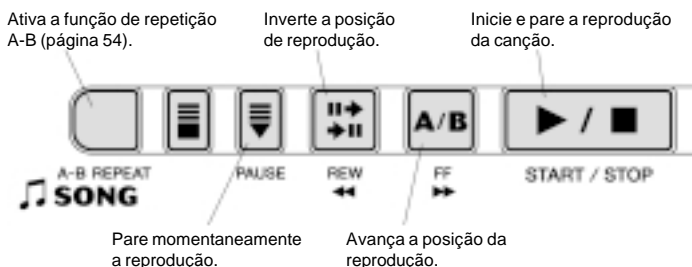 Ativa a função de repetição
A-B (página 54).
Inverte a posição
de reprodução.
Inicie e pare a reprodução
da canção.
A/B
A-B REPEAT
SONG
PAUSE
REW
FF
START / STOP
Pare momentaneamente
a reprodução.
Avança a posição da
reprodução.